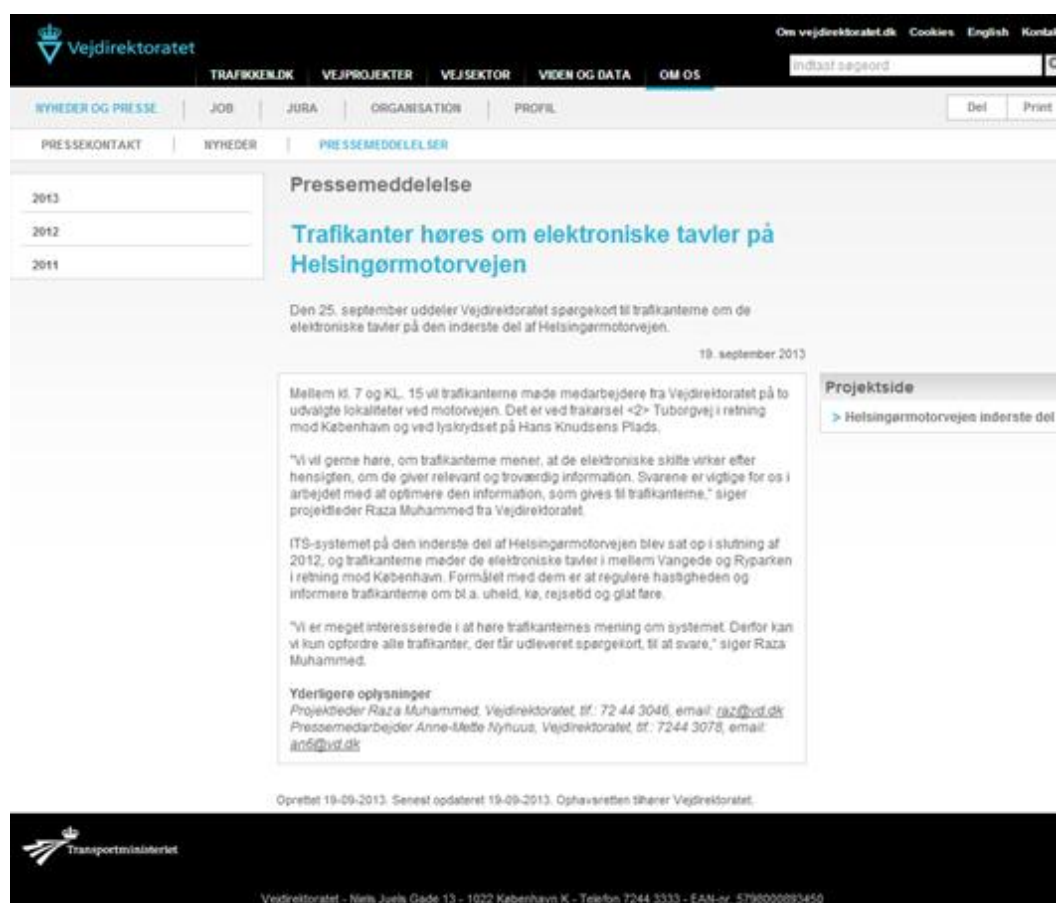 Vejdirektoratet
Om vejdirektoratet.dk Cookies English Kontak
Indtast søgeord
TRAFIKKEN.DK VEJPROJEKTER VEJSEKTOR VIDEN OG DATA OM OS
NYHEDER OG PRESSE JOB JURA ORGANISATION PROFIL Del Print
PRESSEKONTAKT NYHEDER PRESSEMEDDELELSER
2013
2012
2011
Pressemeddelelse
Trafikanter høres om elektroniske tavler på
Helsingørmotorvejen
Den 25. september uddeler Vejdirektoratet spørgekort til trafikanterne om de
elektroniske tavler på den inderste del af Helsingørmotorvejen.
19. september 2013
Mellem kl. 7 og KL. 15 vil trafikanterne møde medarbejdere fra Vejdirektoratet på to
udvalgte lokaliteter ved motorvejen. Det er ved frakørsel <2> Tuborgvej i retning
mod København og ved lyskrydset på Hans Knudsens Plads.
"Vi vil gerne høre, om trafikanterne mener, at de elektroniske skilte virker efter
hensigten, om de giver relevant og troværdig information. Svarene er vigtige for os i
arbejdet med at optimere den information, som gives til trafikanterne," siger
projektleder Raza Muhammed fra Vejdirektoratet.
ITS-systemet på den inderste del af Helsingørmotorvejen blev sat op i slutning af
2012, og trafikanterne møder de elektroniske tavler i mellem Vangede og Ryparken
i retning mod København. Formålet med dem er at regulere hastigheden og
informere trafikanterne om bl.a. uheld, kø, rejsetid og glat føre.
"Vi er meget interesserede i at høre trafikanternes mening om systemet. Derfor kan
vi kun opfordre alle trafikanter, der får udleveret spørgekort, til at svare," siger Raza
Muhammed.
Yderligere oplysninger
Projektleder Raza Muhammed, Vejdirektoratet, tlf.: 72 44 3046, email: raz@vd.dk
Pressemedarbejder Anne-Mette Nyhuus, Vejdirektoratet, tlf.: 7244 3078, email:
an6@vd.dk
Projektside
> Helsingørmotorvejen inderste del
Oprettet 19-09-2013. Senest opdateret 19-09-2013. Ophavsretten tilhører Vejdirektoratet.
Transportministeriet
Vejdirektoratet - Niels Juels Gade 13 - 1022 København K - Telefon 7244 3333 - EAN-nr. 5798000893450